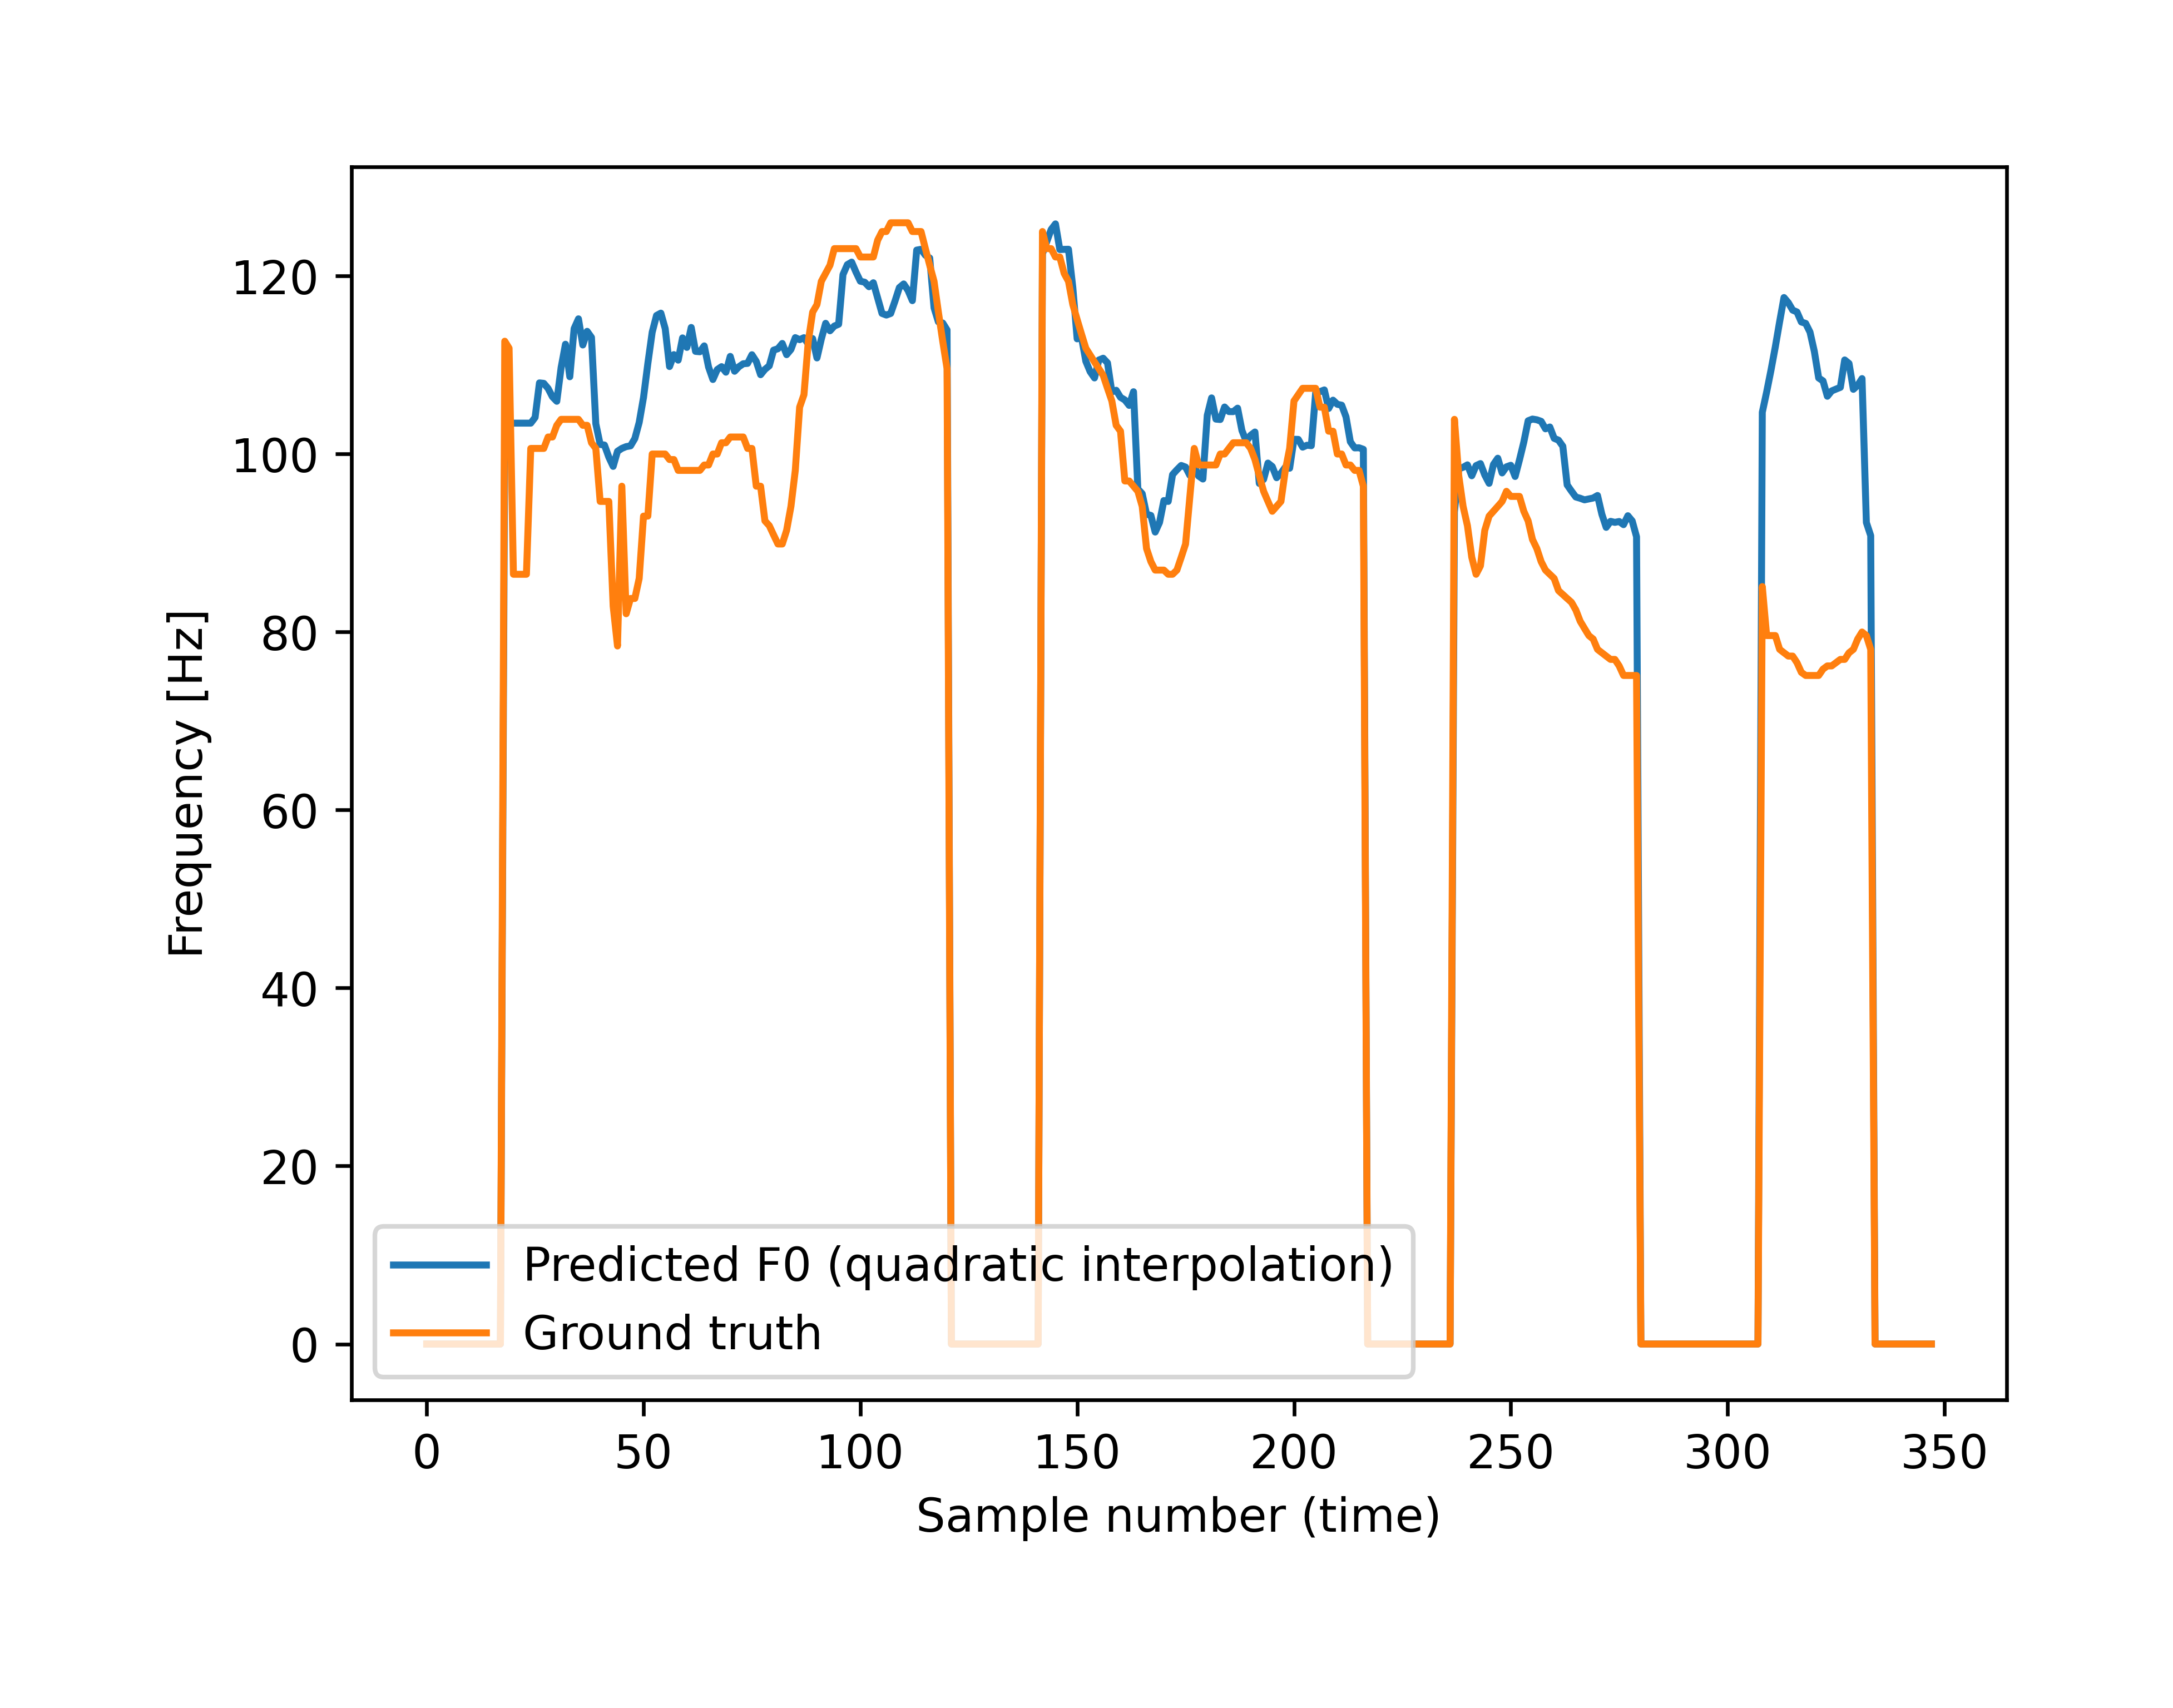 Frequency [Hz]
120
100
80
60
40
20
0
Predicted F0 (quadratic interpolation)
Ground truth
0 50 100 150 200 250 300 350
Sample number (time)